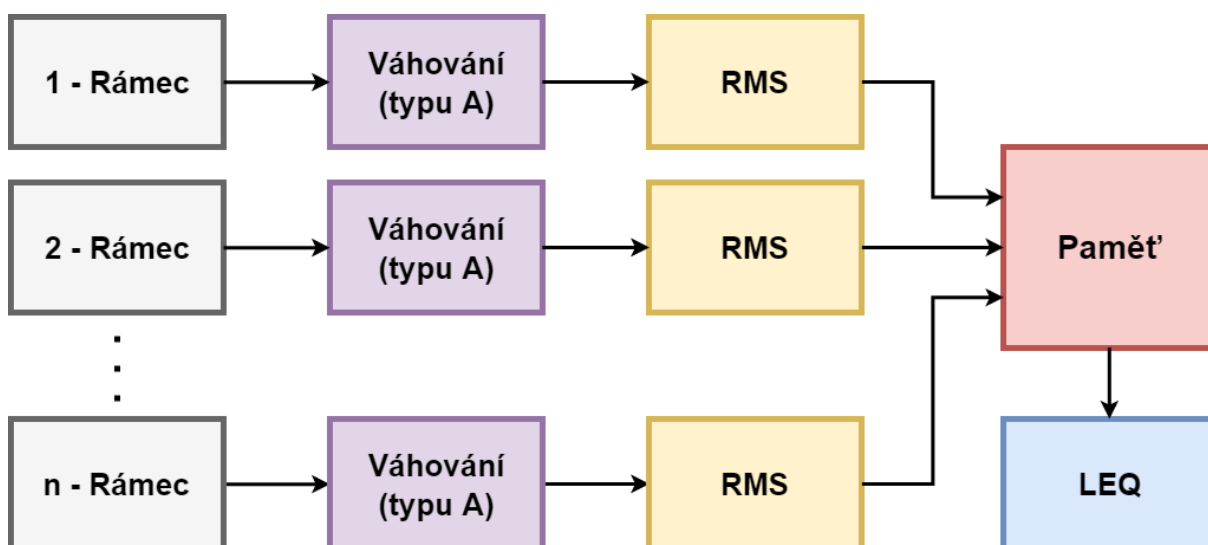 1 - Rámec
Váhování
(typu A)
RMS
2 - Rámec
Váhování
(typu A)
RMS
Paměť
n - Rámec
Váhování
(typu A)
RMS
LEQ